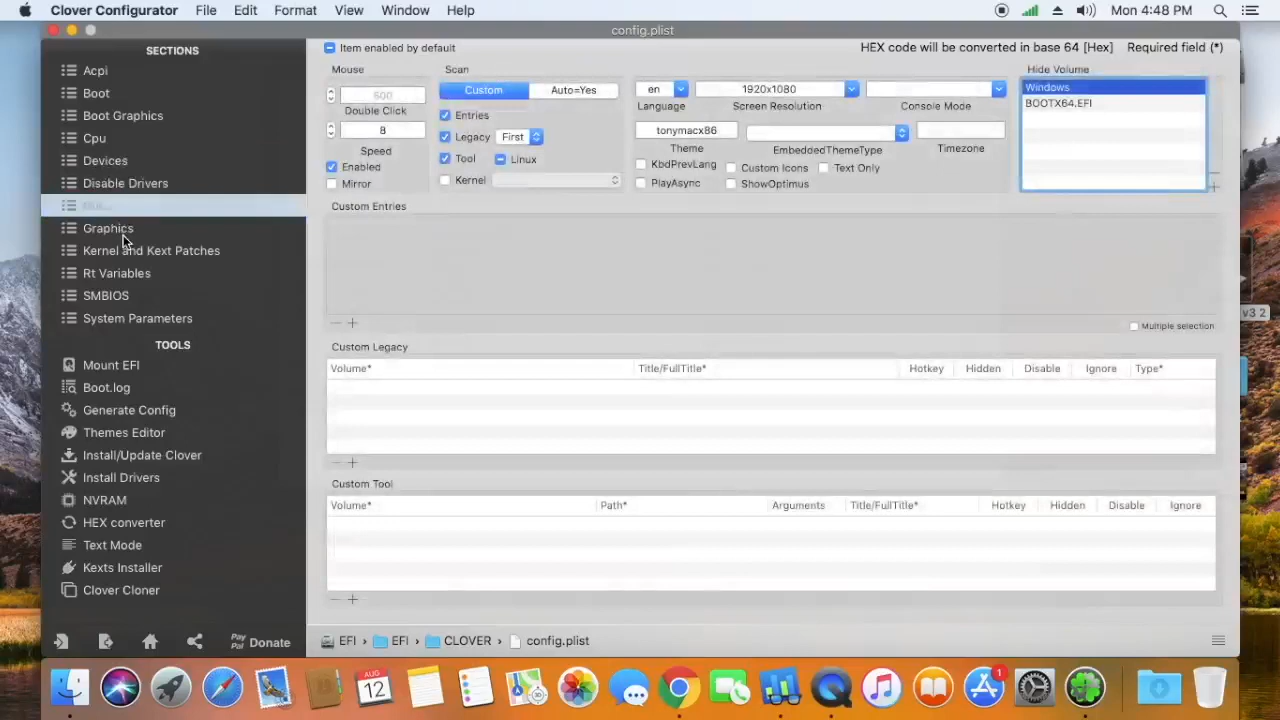 Clover Configurator File Edit Format View Window Help Mon 4:48 PM
config.plist
SECTIONS
Acpi
Boot
Boot Graphics
Cpu
Devices
Disable Drivers
Graphics
Kernel and Kext Patches
Rt Variables
SMBIOS
System Parameters
TOOLS
Mount EFI
Boot.log
Generate Config
Themes Editor
Install/Update Clover
Install Drivers
NVRAM
HEX converter
Text Mode
Kexts Installer
Clover Cloner
PayPal Donate
Item enabled by default HEX code will be converted in base 64 [Hex] Required field (*)
Mouse
600
Double Click
8
Speed
Enabled
Mirror
Scan
Custom Auto=Yes
Entries
Legacy First
Tool Linux
Kernel
en 1920x1080
Language Screen Resolution Console Mode
tonymacx86
Theme EmbeddedThemeType Timezone
KbdPrevLang Custom Icons Text Only
PlayAsync ShowOptimus
Hide Volume
Windows
BOOTX64.EFI
Custom Entries
Multiple selection
Custom Legacy
Volume* Title/FullTitle* Hotkey Hidden Disable Ignore Type*
Custom Tool
Volume* Path* Arguments Title/FullTitle* Hotkey Hidden Disable Ignore
EFI › EFI › CLOVER › config.plist
v3 2
AUG
12
1